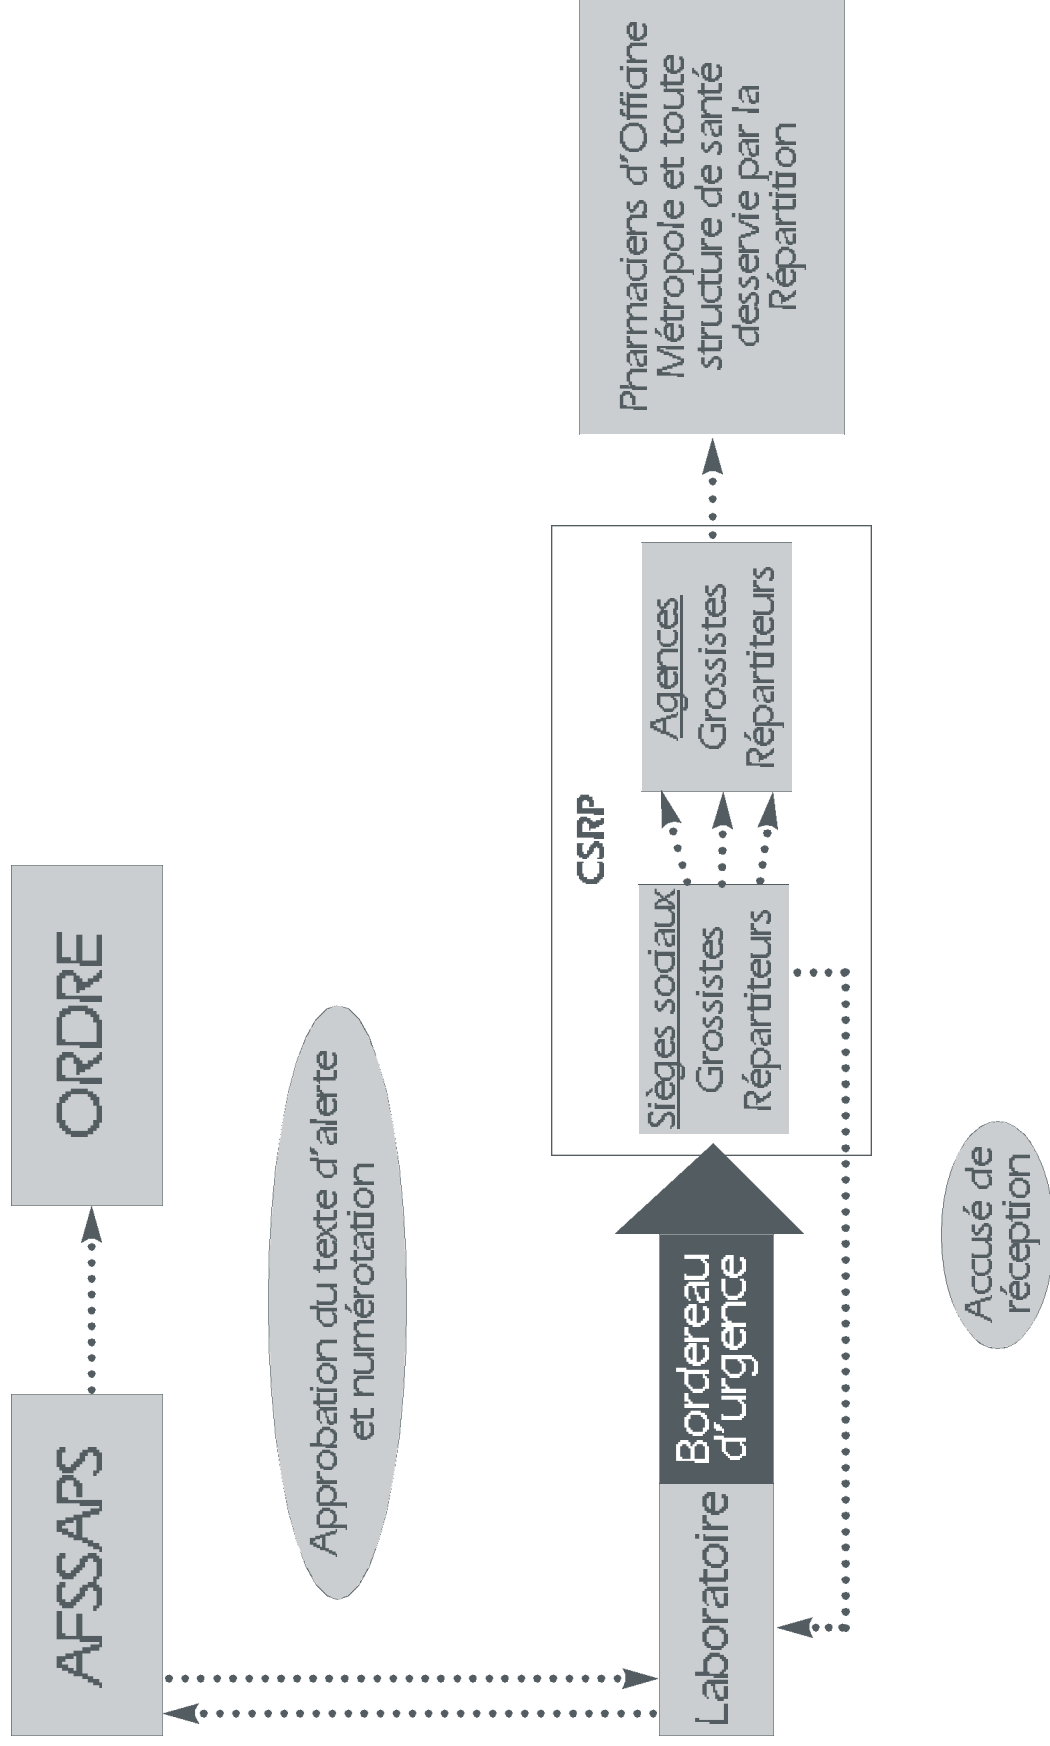 AFSSAPS
ORDRE
Approbation du texte d'alerte
et numérotation
Laboratoire
Bordereau
d'urgence
CSRP
Sièges sociaux
Grossistes
Répartiteurs
Agences
Grossistes
Répartiteurs
Pharmaciens d'Officine
Métropole et toute
structure de santé
desservie par la
Répartition
Accusé de
réception